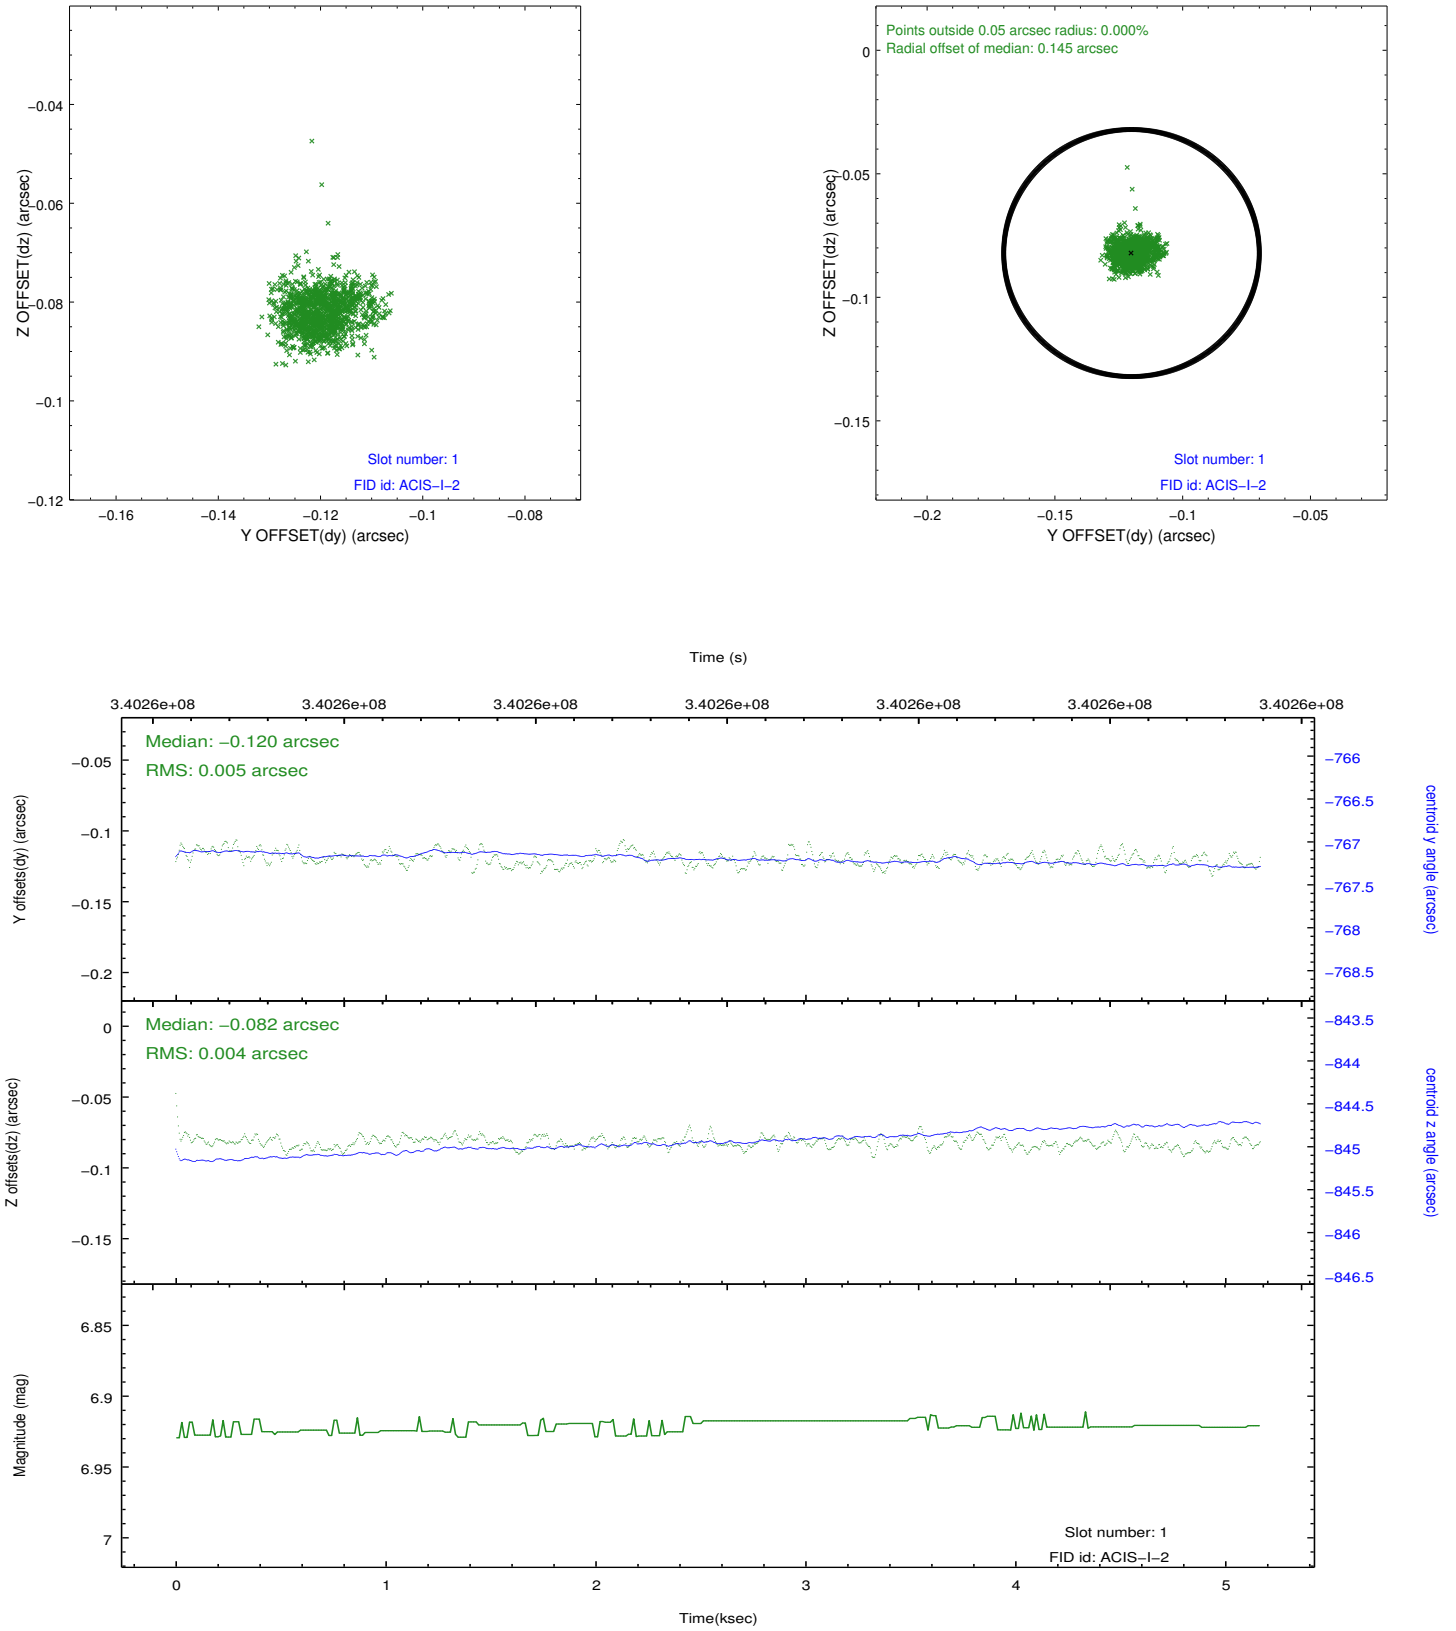 −0.04
−0.06
−0.08
−0.1
−0.12
Z OFFSET(dz) (arcsec)
Slot number: 1
FID id: ACIS−I−2
−0.16
−0.14
−0.12
−0.1
−0.08
Y OFFSET(dy) (arcsec)
Points outside 0.05 arcsec radius: 0.000%
Radial offset of median: 0.145 arcsec
0
−0.05
−0.1
−0.15
Z OFFSET(dz) (arcsec)
Slot number: 1
FID id: ACIS−I−2
−0.2
−0.15
−0.1
−0.05
Y OFFSET(dy) (arcsec)
Time (s)
3.4026e+08 3.4026e+08 3.4026e+08 3.4026e+08 3.4026e+08 3.4026e+08 3.4026e+08
Median: −0.120 arcsec
RMS: 0.005 arcsec
−0.05
−0.1
−0.15
−0.2
Y offsets(dy) (arcsec)
−766
−766.5
−767
−767.5
−768
−768.5
centroid y angle (arcsec)
Median: −0.082 arcsec
RMS: 0.004 arcsec
0
−0.05
−0.1
−0.15
Z offsets(dz) (arcsec)
−843.5
−844
−844.5
−845
−845.5
−846
−846.5
centroid z angle (arcsec)
6.85
6.9
6.95
7
Magnitude (mag)
Slot number: 1
FID id: ACIS−I−2
0 1 2 3 4 5
Time(ksec)